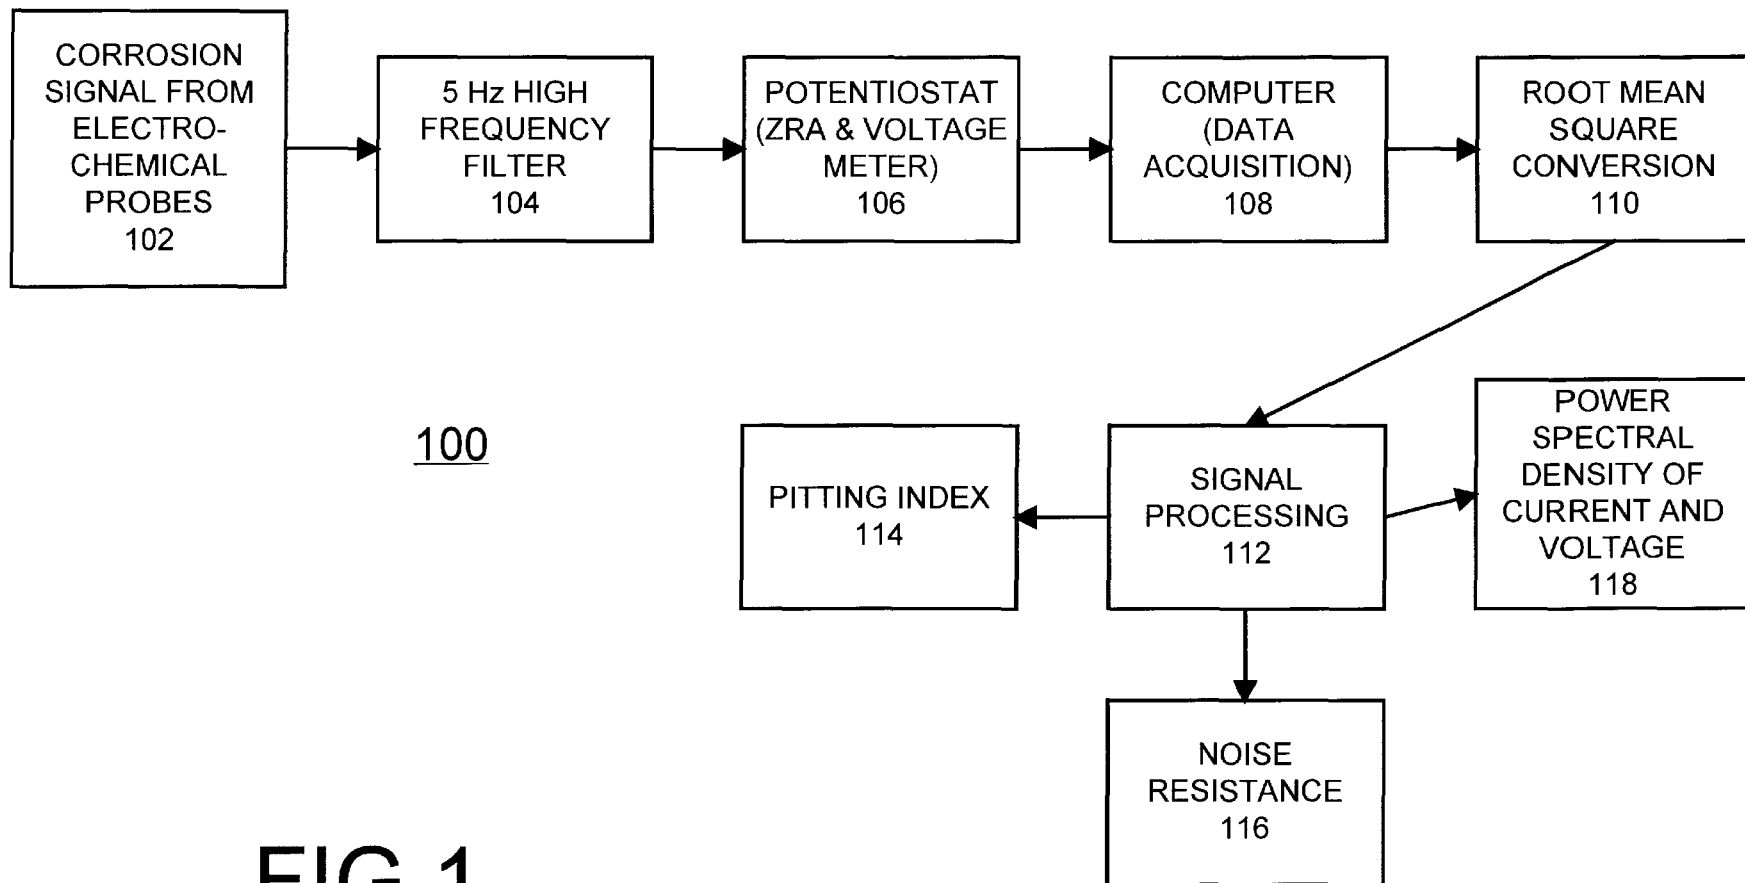 CORROSION
SIGNAL FROM
ELECTRO-
CHEMICAL
PROBES
102
5 Hz HIGH
FREQUENCY
FILTER
104
POTENTIOSTAT
(ZRA & VOLTAGE
METER)
106
COMPUTER
(DATA
ACQUISITION)
108
ROOT MEAN
SQUARE
CONVERSION
110
100
PITTING INDEX
114
SIGNAL
PROCESSING
112
POWER
SPECTRAL
DENSITY OF
CURRENT AND
VOLTAGE
118
NOISE
RESISTANCE
116
FIG 1